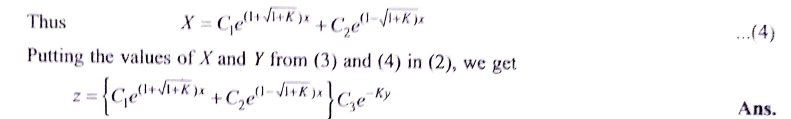 Thus X = C₁e^{(1+√(1+K))x} + C₂e^{(1−√(1+K))x} ...(4)
Putting the values of X and Y from (3) and (4) in (2), we get
z = {C₁e^{(1+√(1+K))x} + C₂e^{(1−√(1+K))x}} C₃e^{−Ky} Ans.